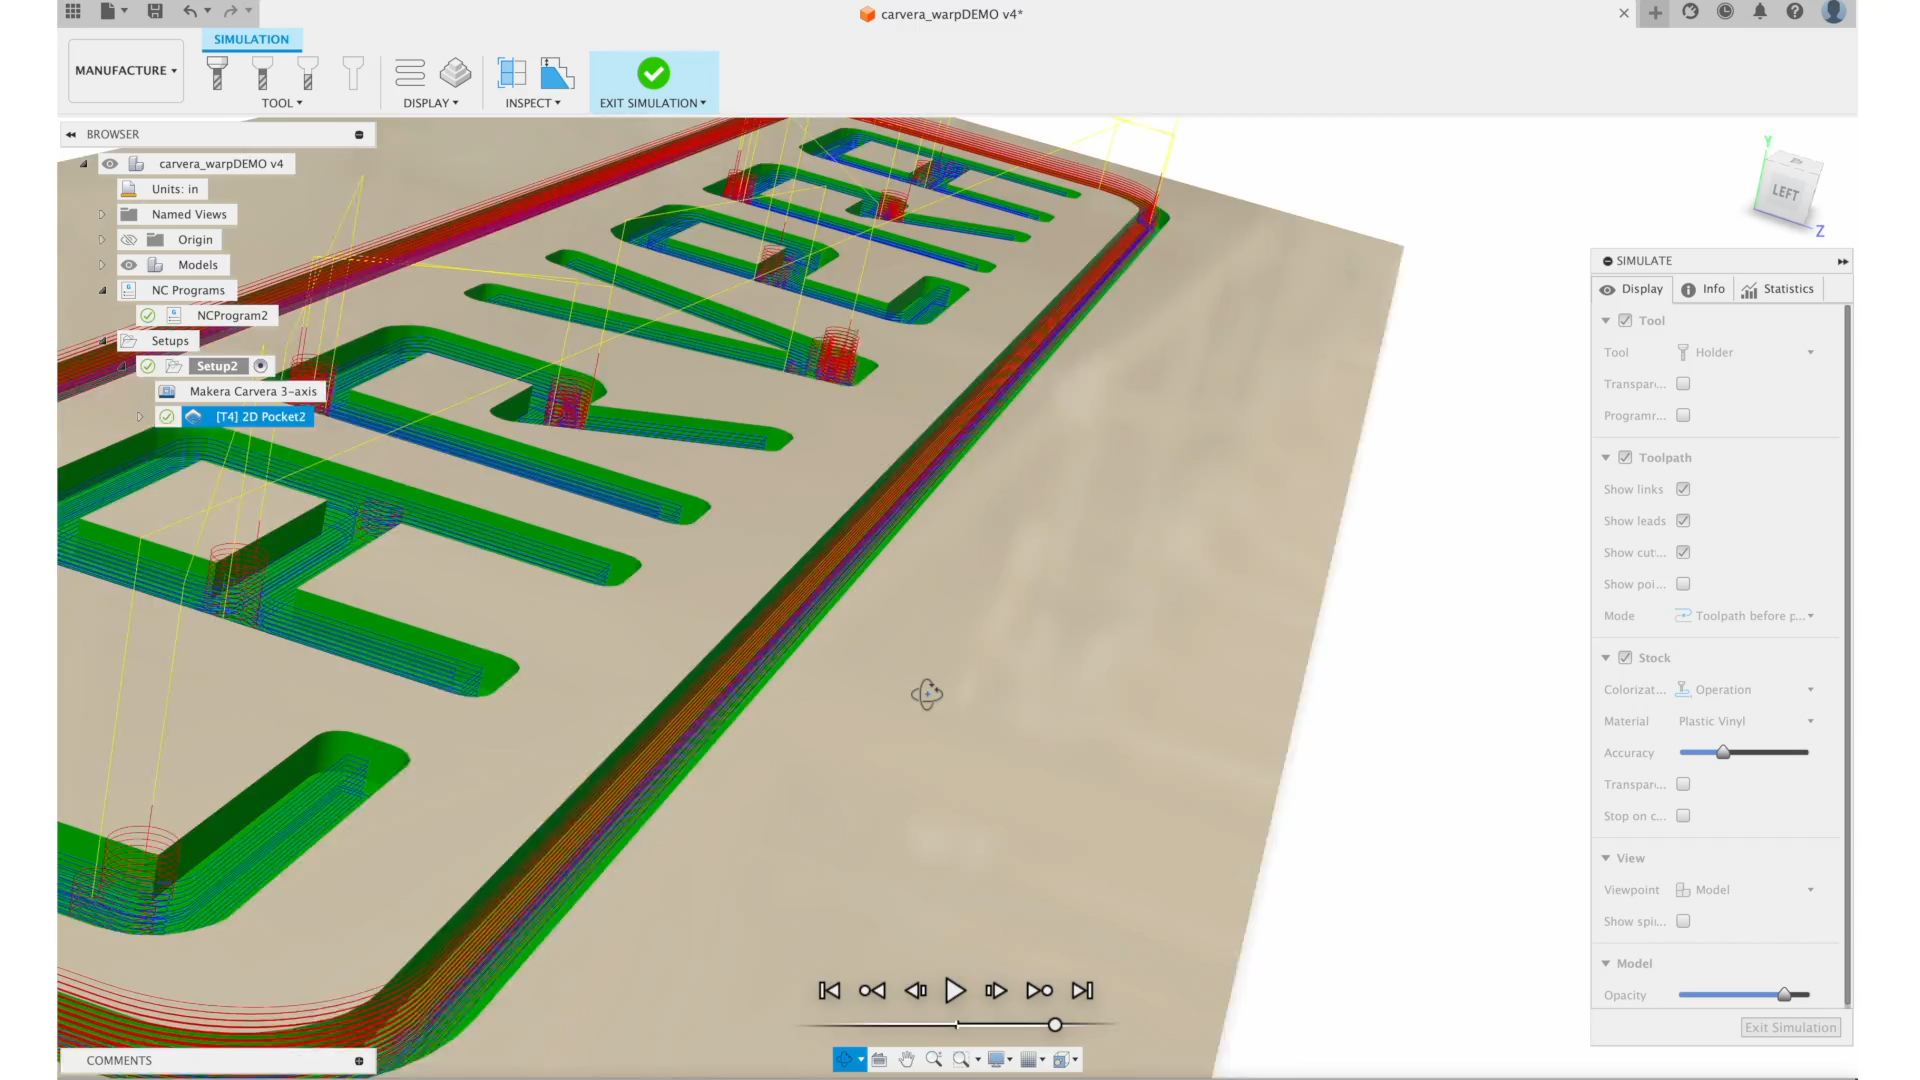 carvera_warpDEMO v4*
SIMULATION
MANUFACTURE
TOOL
DISPLAY
INSPECT
EXIT SIMULATION
BROWSER
carvera_warpDEMO v4
Units: in
Named Views
Origin
Models
NC Programs
NCProgram2
Setups
Setup2
Makera Carvera 3-axis
[T4] 2D Pocket2
CARVERA
Y
LEFT
Z
SIMULATE
Display Info Statistics
Tool
Tool Holder
Transpar...
Programr...
Toolpath
Show links
Show leads
Show cut...
Show poi...
Mode Toolpath before p...
Stock
Colorizat... Operation
Material Plastic Vinyl
Accuracy
Transpar...
Stop on c...
View
Viewpoint Model
Show spi...
Model
Opacity
Exit Simulation
COMMENTS